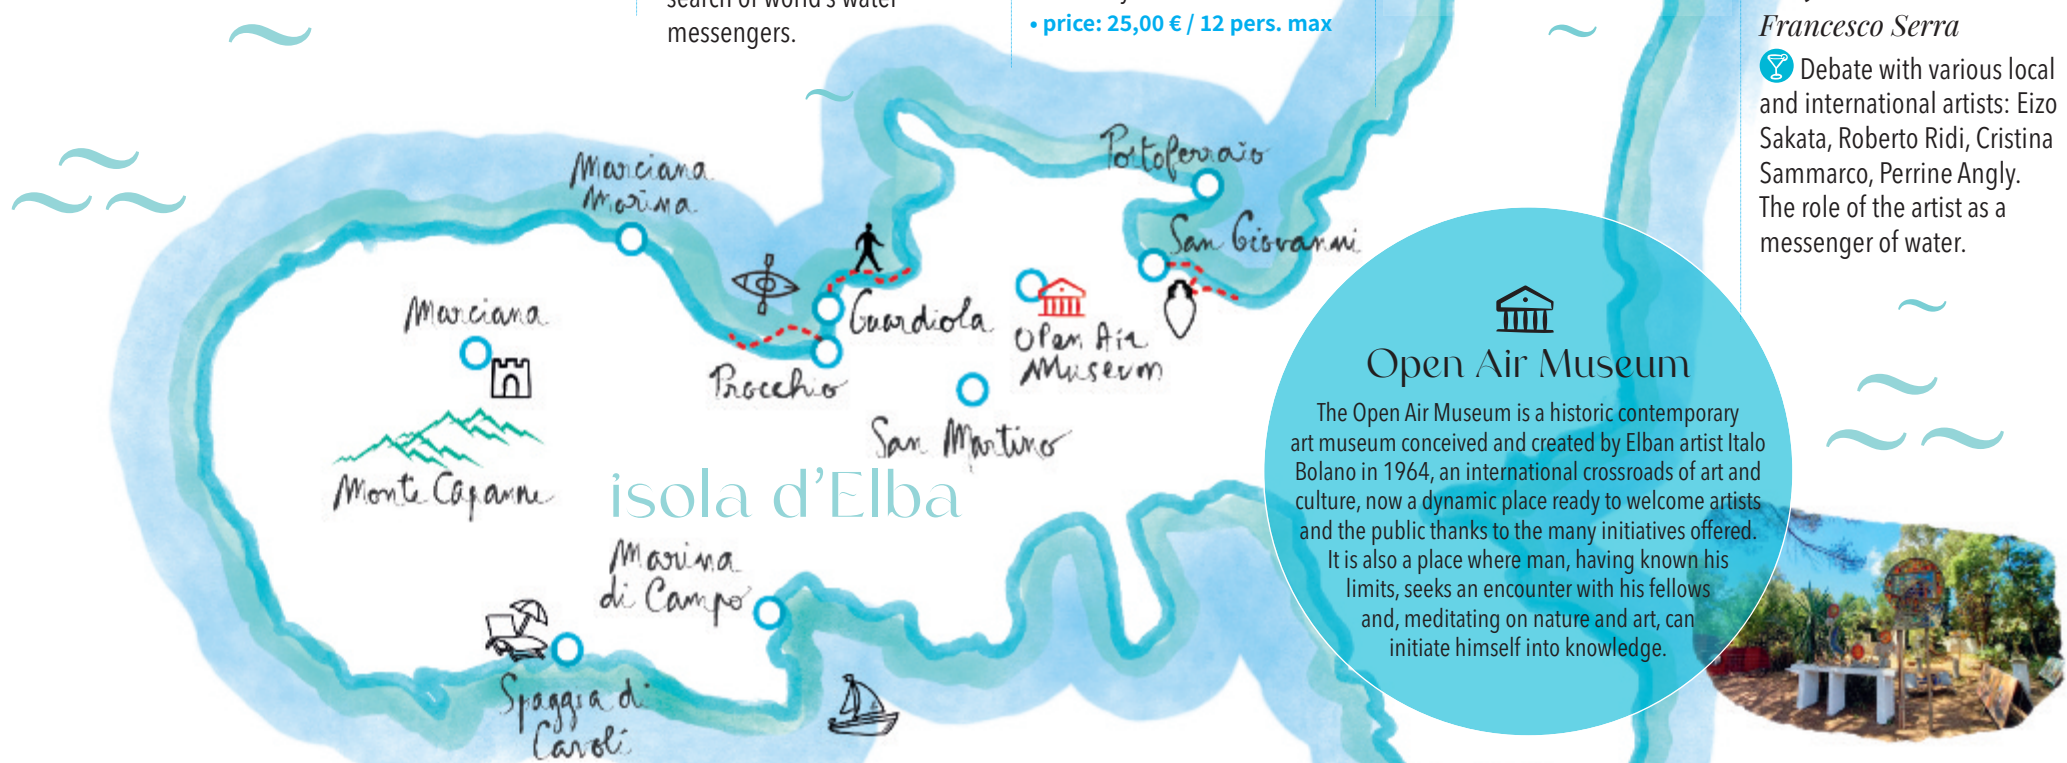 messengers.
• price: 25,00 € / 12 pers. max
Francesco Serra
Debate with various local
and international artists: Eizo
Sakata, Roberto Ridi, Cristina
Sammarco, Perrine Angly.
The role of the artist as a
messenger of water.
Marciana
Marina
Portoferraio
San Giovanni
Marciana
Guardiola
Open Air
Museum
Procchio
San Martino
Monte Capanne
isola d'Elba
Marina
di Campo
Spaggia di
Cavoli
Open Air Museum
The Open Air Museum is a historic contemporary
art museum conceived and created by Elban artist Italo
Bolano in 1964, an international crossroads of art and
culture, now a dynamic place ready to welcome artists
and the public thanks to the many initiatives offered.
It is also a place where man, having known his
limits, seeks an encounter with his fellows
and, meditating on nature and art, can
initiate himself into knowledge.